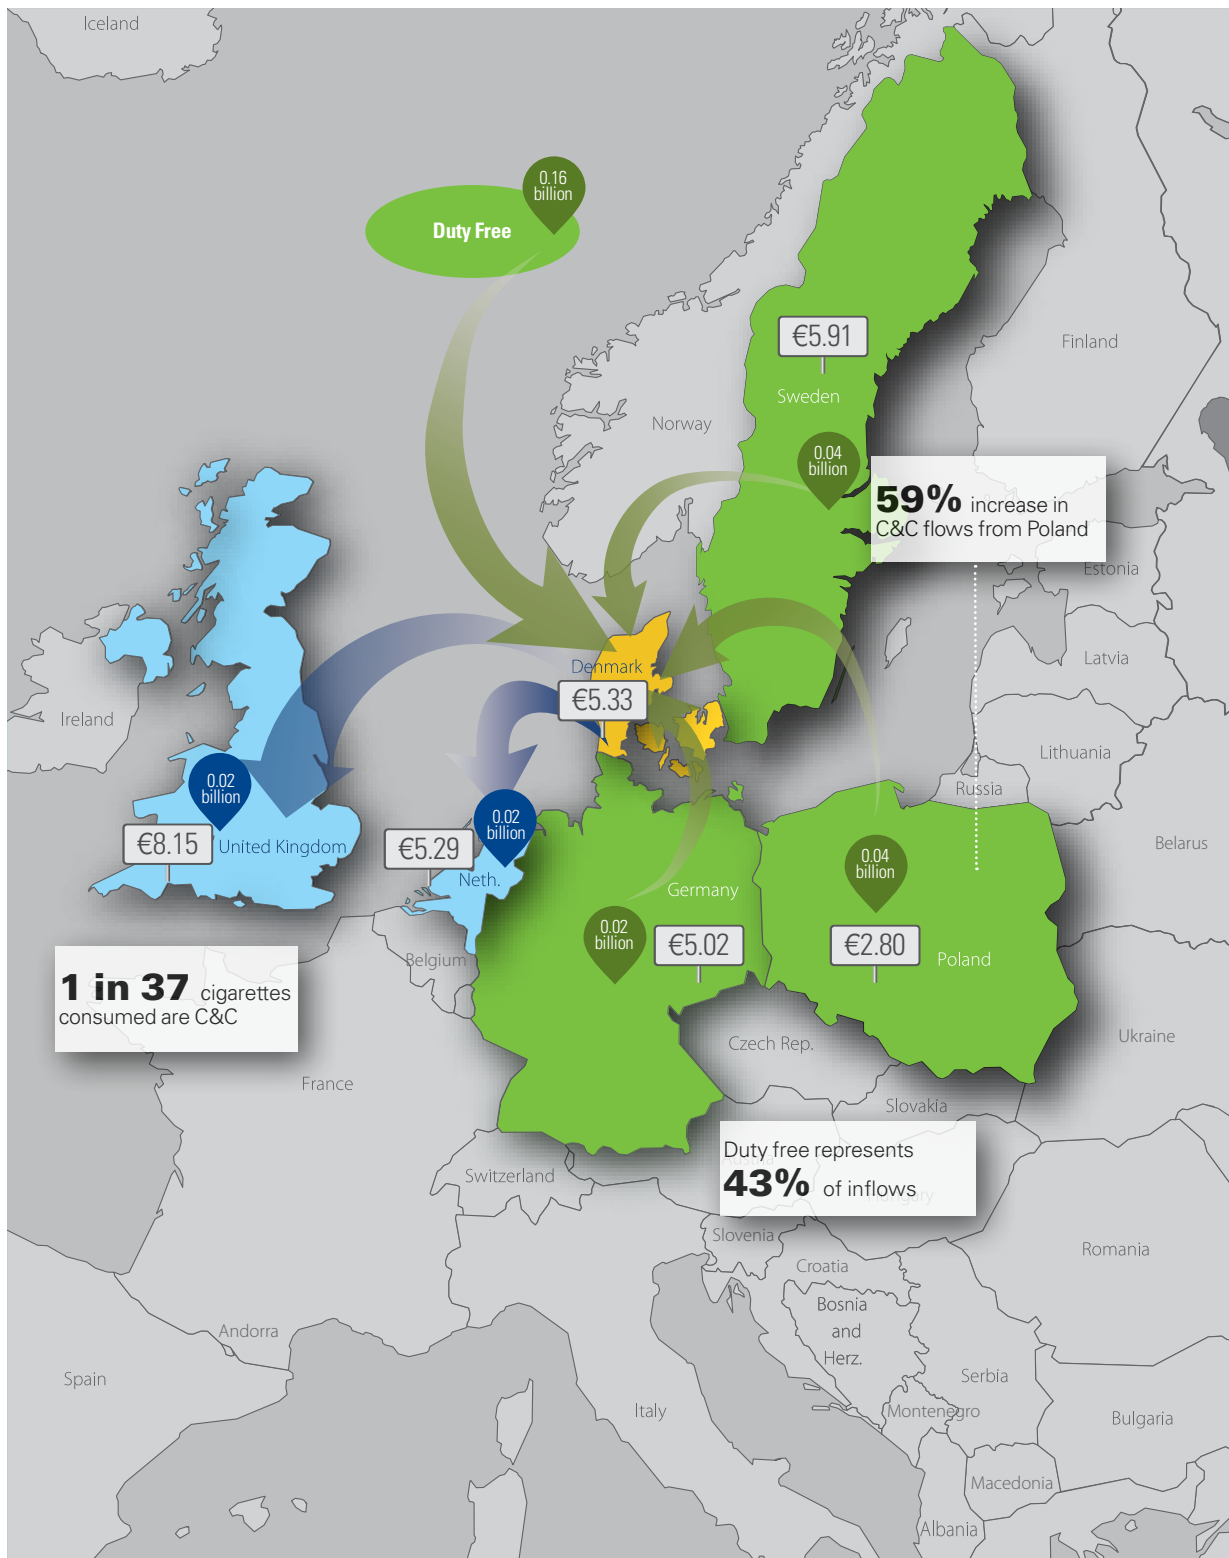 Iceland
0.16
billion
Duty Free
€5.91
Finland
Sweden
Norway
0.04
billion
59% increase in
C&C flows from Poland
Estonia
Latvia
Denmark
€5.33
Ireland
Lithuania
Russia
0.02
billion
0.02
billion
€8.15
United Kingdom
€5.29
Neth.
0.04
billion
Belarus
Germany
0.02
billion
€5.02
€2.80
Poland
Belgium
1 in 37 cigarettes
consumed are C&C
Ukraine
Czech Rep.
France
Slovakia
Duty free represents
43% of inflows
Austria
Hungary
Switzerland
Slovenia
Romania
Croatia
Bosnia
and
Herz.
Andorra
Spain
Serbia
Italy
Montenegro
Bulgaria
Macedonia
Albania